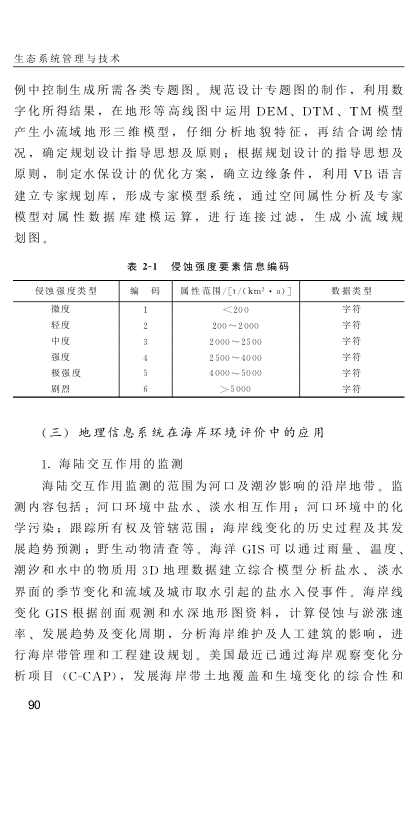 生态系统管理与技术
例中控制生成所需各类专题图。规范设计专题图的制作，利用数
字化所得结果，在地形等高线图中运用 DEM、DTM、TM 模型
产生小流域地形三维模型，仔细分析地貌特征，再结合调绘情
况，确定规划设计指导思想及原则；根据规划设计的指导思想及
原则，制定水保设计的优化方案，确立边缘条件，利用 VB 语言
建立专家规划库，形成专家模型系统，通过空间属性分析及专家
模型对属性数据库建模运算，进行连接过滤，生成小流域规
划图。
表 2-1 侵蚀强度要素信息编码
侵蚀强度类型 编 码 属性范围/[t/(km²·a)] 数据类型
微度 1 ＜200 字符
轻度 2 200～2000 字符
中度 3 2000～2500 字符
强度 4 2500～4000 字符
极强度 5 4000～5000 字符
剧烈 6 ＞5000 字符
(三) 地理信息系统在海岸环境评价中的应用
1. 海陆交互作用的监测
海陆交互作用监测的范围为河口及潮汐影响的沿岸地带。监
测内容包括：河口环境中盐水、淡水相互作用；河口环境中的化
学污染；跟踪所有权及管辖范围；海岸线变化的历史过程及其发
展趋势预测；野生动物清查等。海洋 GIS 可以通过雨量、温度、
潮汐和水中的物质用 3D 地理数据建立综合模型分析盐水、淡水
界面的季节变化和流域及城市取水引起的盐水入侵事件。海岸线
变化 GIS 根据剖面观测和水深地形图资料，计算侵蚀与淤涨速
率、发展趋势及变化周期，分析海岸维护及人工建筑的影响，进
行海岸带管理和工程建设规划。美国最近已通过海岸观察变化分
析项目 (C-CAP)，发展海岸带土地覆盖和生境变化的综合性和
90